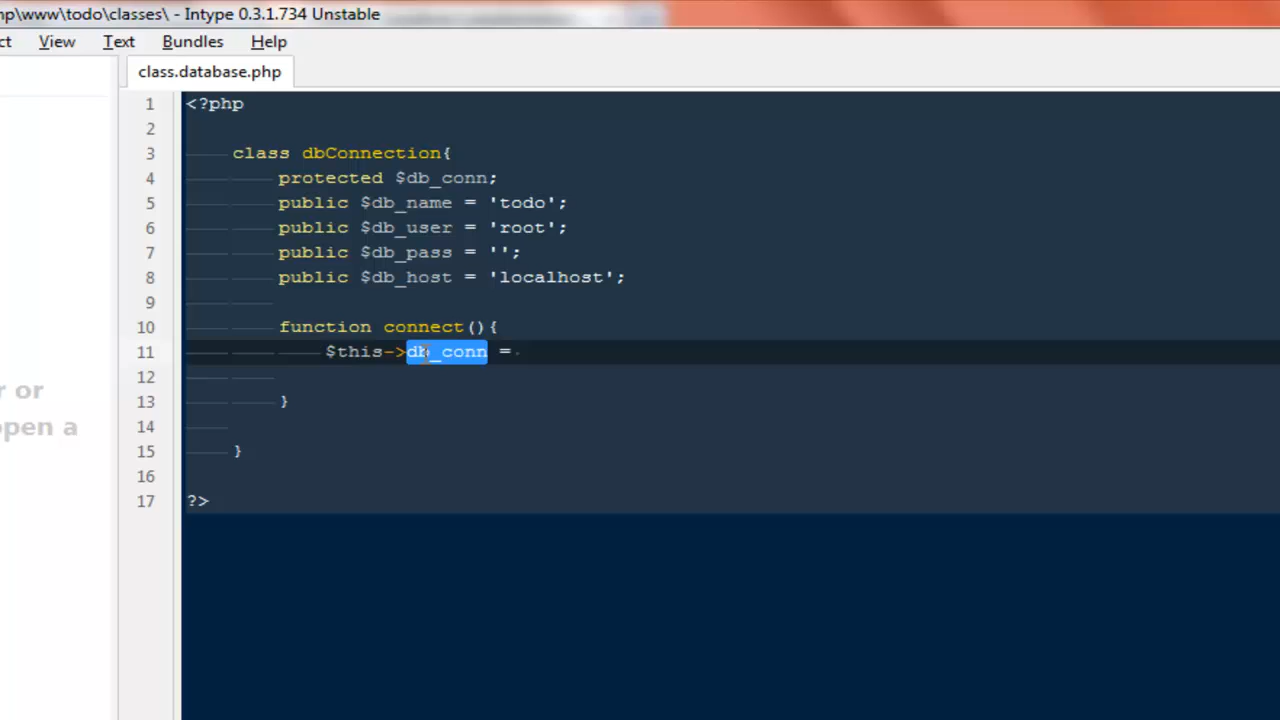 np\www\todo\classes\ - Intype 0.3.1.734 Unstable
ct View Text Bundles Help
class.database.php
1 <?php
2
3 class dbConnection{
4 protected $db_conn;
5 public $db_name = 'todo';
6 public $db_user = 'root';
7 public $db_pass = '';
8 public $db_host = 'localhost';
9
10 function connect(){
11 $this->db_conn =
12
13 }
14
15 }
16
17 ?>
r or
open a